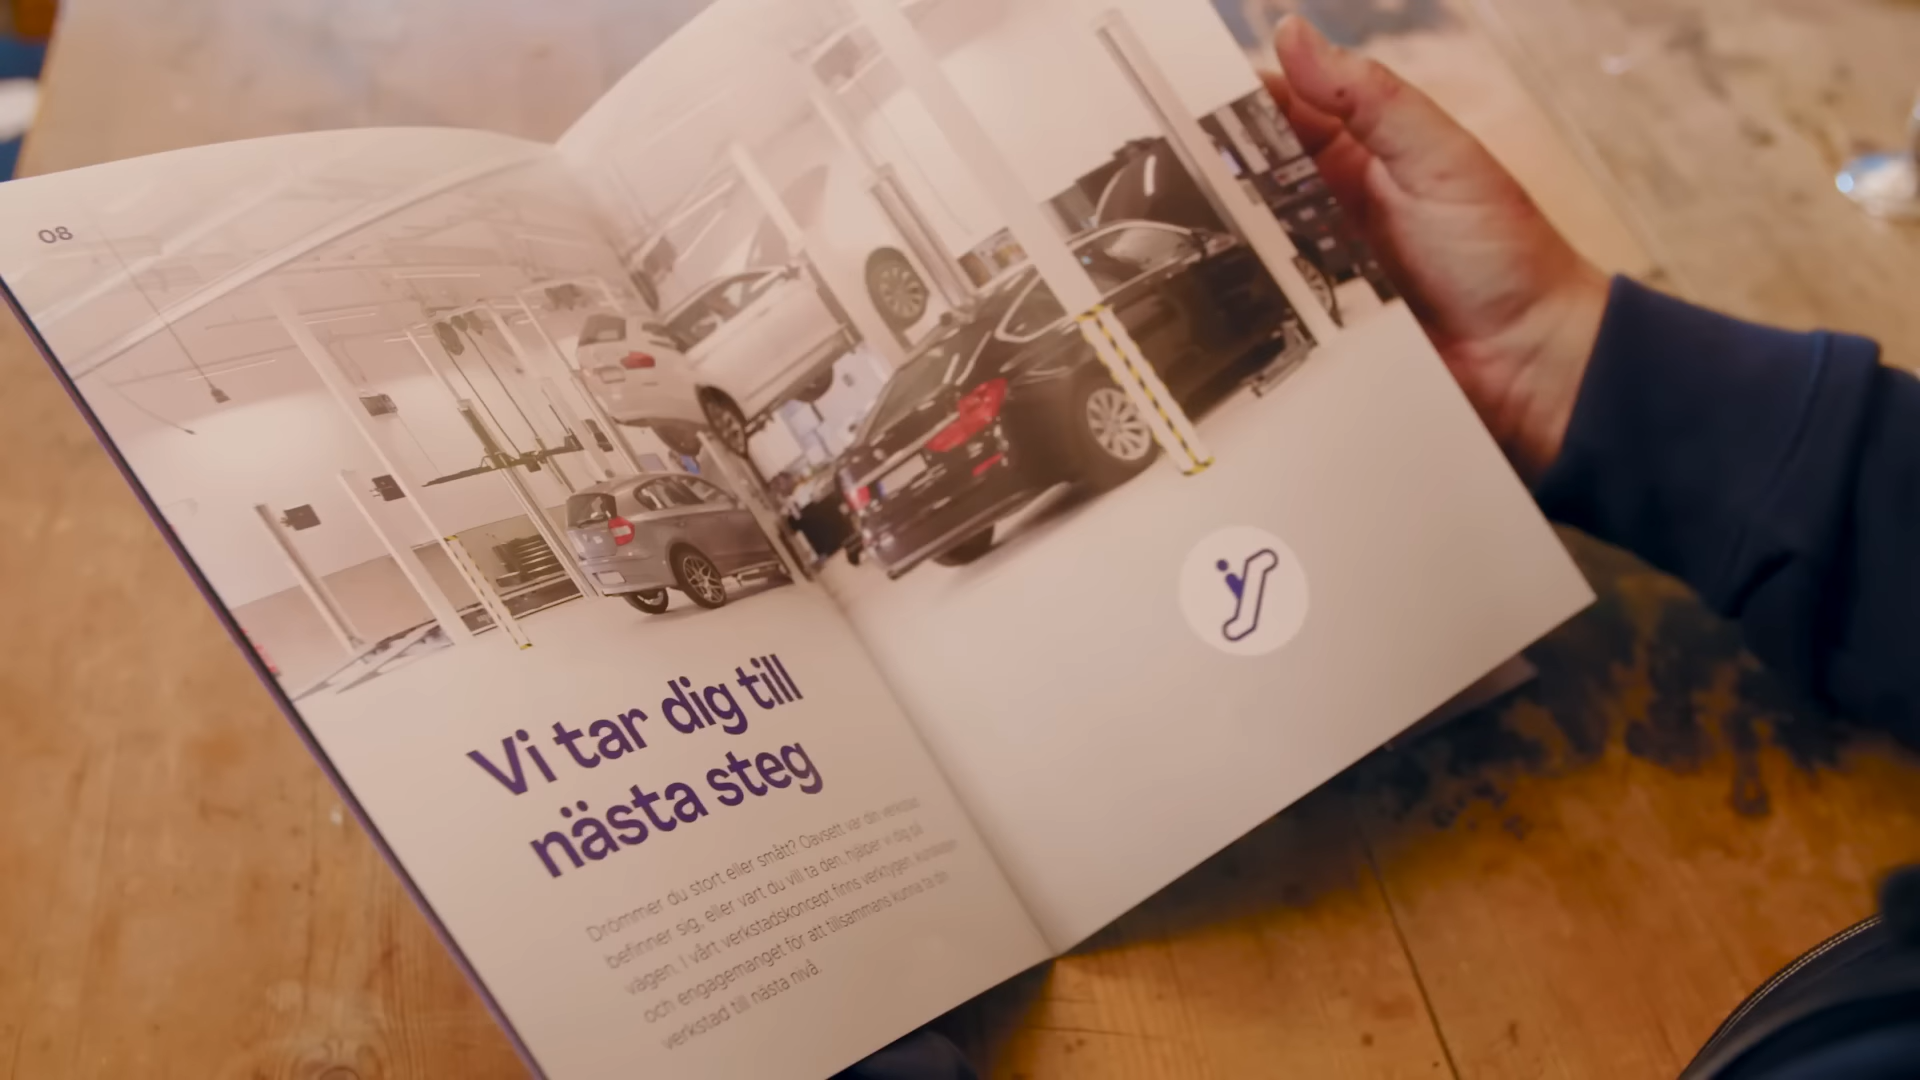 08
Vi tar dig till
nästa steg
Drömmer du stort eller smått? Oavsett var din verkstad
befinner sig, eller vart du vill ta den, hjälper vi dig på
vägen. I vårt verkstadskoncept finns verktygen, kunskapen
och engagemanget för att tillsammans kunna ta din
verkstad till nästa nivå.